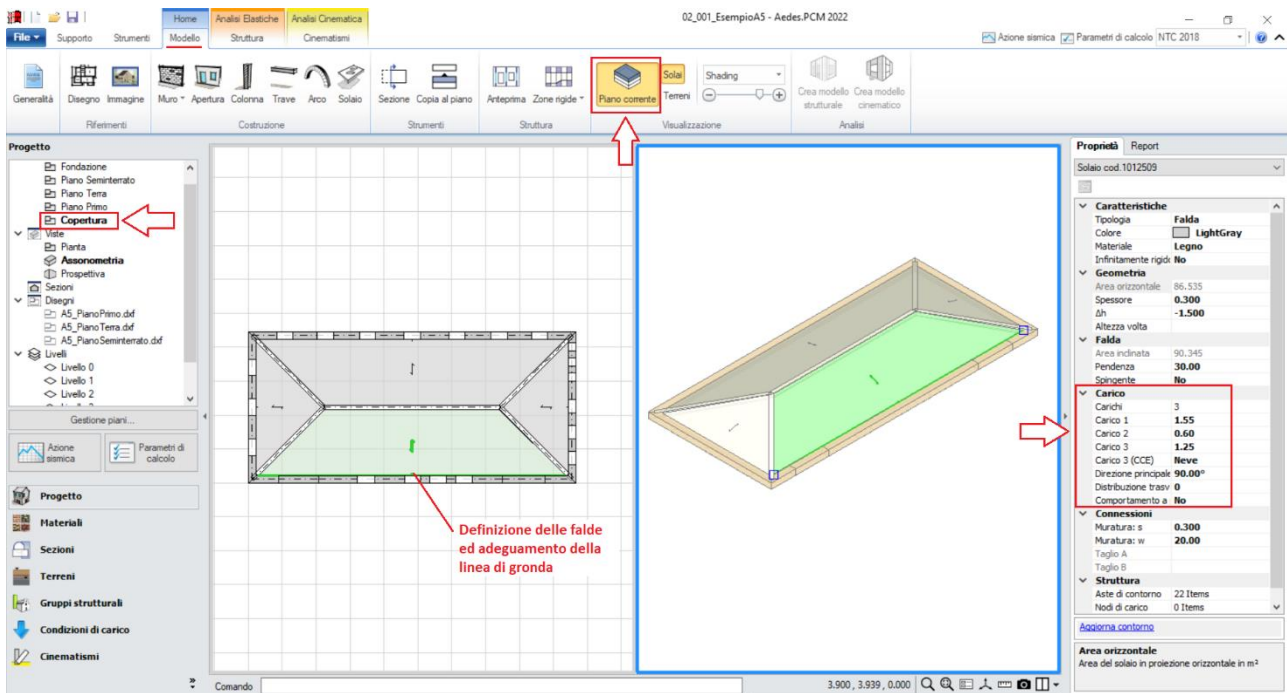 02_001_EsempioA5 - Aedes.PCM 2022
Home
Analisi Elastiche
Analisi Cinematica
File
Supporto
Strumenti
Modello
Struttura
Cinematismi
Azione sismica
Parametri di calcolo
NTC 2018
Generalità
Disegno
Immagine
Muro
Apertura
Colonna
Trave
Arco
Solaio
Sezione
Copia al piano
Anteprima
Zone rigide
Piano corrente
Solai
Terreni
Shading
Crea modello strutturale
Crea modello cinematico
Riferimenti
Costruzione
Strumenti
Struttura
Visualizzazione
Analisi
Progetto
Fondazione
Piano Seminterrato
Piano Terra
Piano Primo
Copertura
Viste
Pianta
Assonometria
Prospettiva
Sezioni
Disegni
A5_PianoPrimo.dxf
A5_PianoTerra.dxf
A5_PianoSeminterrato.dxf
Livelli
Livello 0
Livello 1
Livello 2
Gestione piani...
Azione sismica
Parametri di calcolo
Progetto
Materiali
Sezioni
Terreni
Gruppi strutturali
Condizioni di carico
Cinematismi
Definizione delle falde
ed adeguamento della
linea di gronda
Comando
3.900 , 3.939 , 0.000
Proprietà
Report
Solaio cod.1012509
Caratteristiche
Tipologia Falda
Colore LightGray
Materiale Legno
Infinitamente rigido No
Geometria
Area orizzontale 86.535
Spessore 0.300
Δh -1.500
Altezza volta
Falda
Area inclinata 90.345
Pendenza 30.00
Spingente No
Carico
Carichi 3
Carico 1 1.55
Carico 2 0.60
Carico 3 1.25
Carico 3 (CCE) Neve
Direzione principale 90.00°
Distribuzione trasv 0
Comportamento a No
Connessioni
Muratura: s 0.300
Muratura: w 20.00
Taglio A
Taglio B
Struttura
Aste di contorno 22 Items
Nodi di carico 0 Items
Aggiorna contorno
Area orizzontale
Area del solaio in proiezione orizzontale in m²